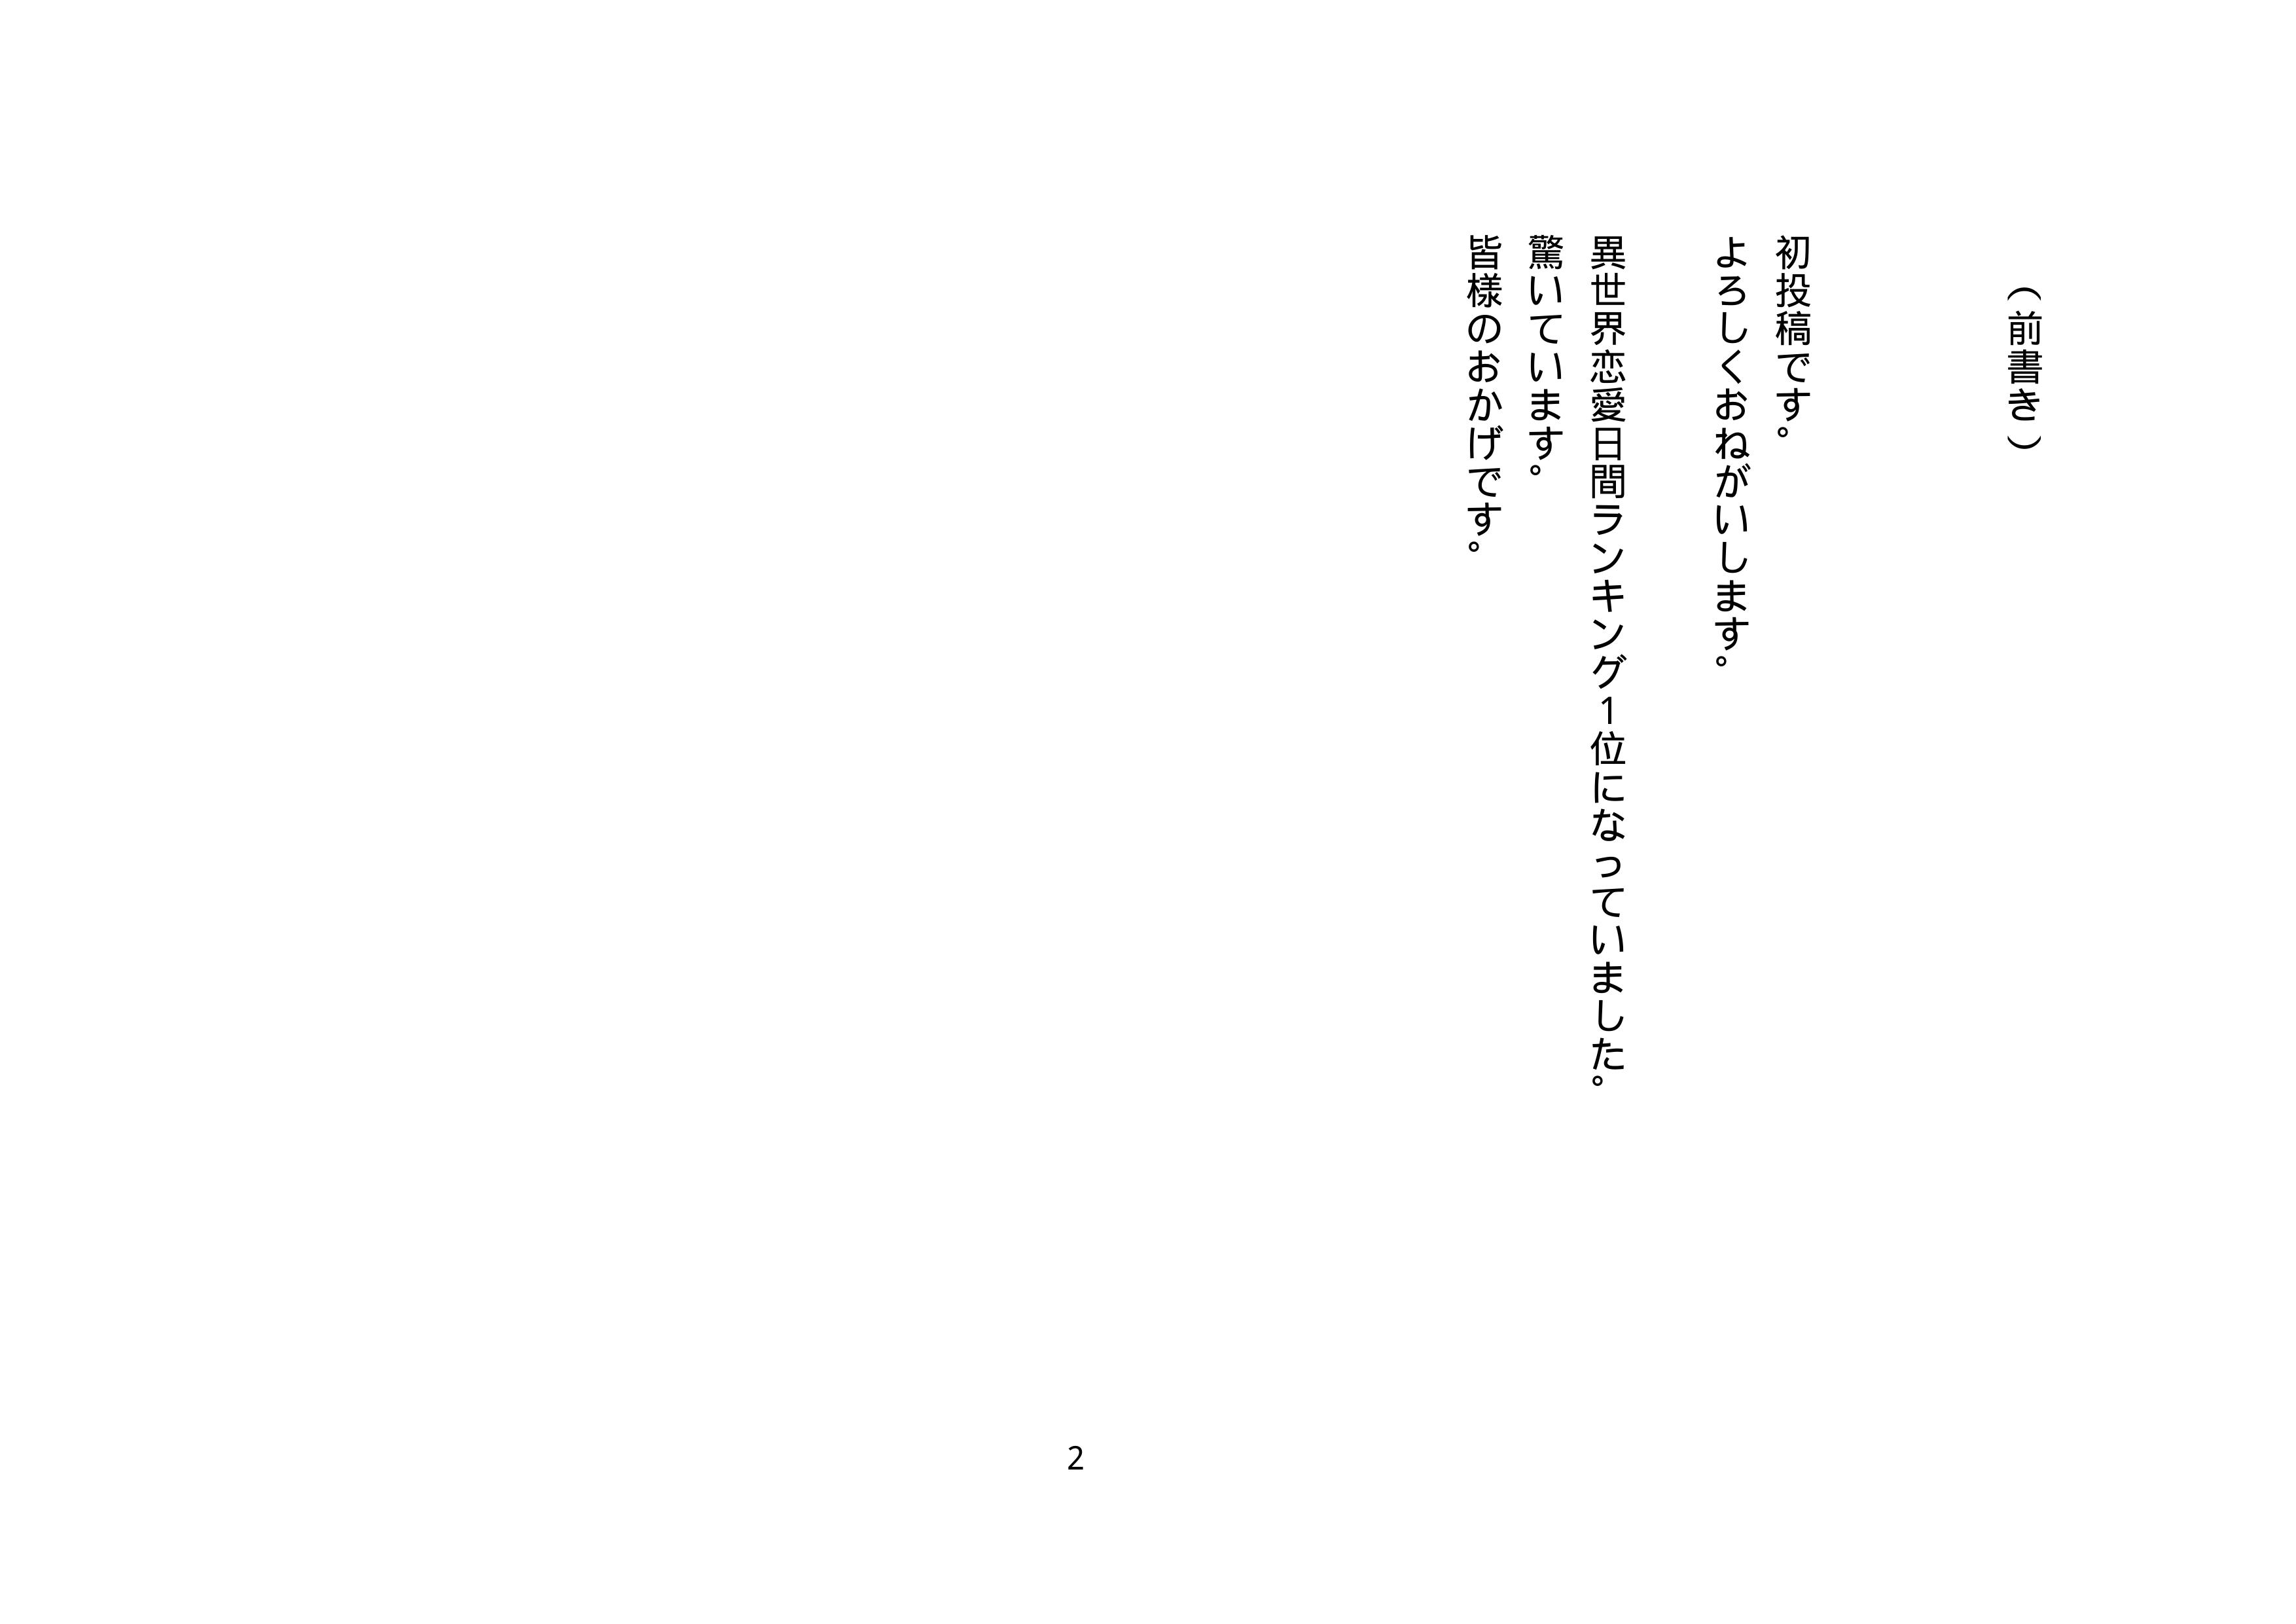 （前書き）
初投稿です。
よろしくおねがいします。
異世界恋愛日間ランキング1位になっていました。
驚いています。
皆様のおかげです。
2